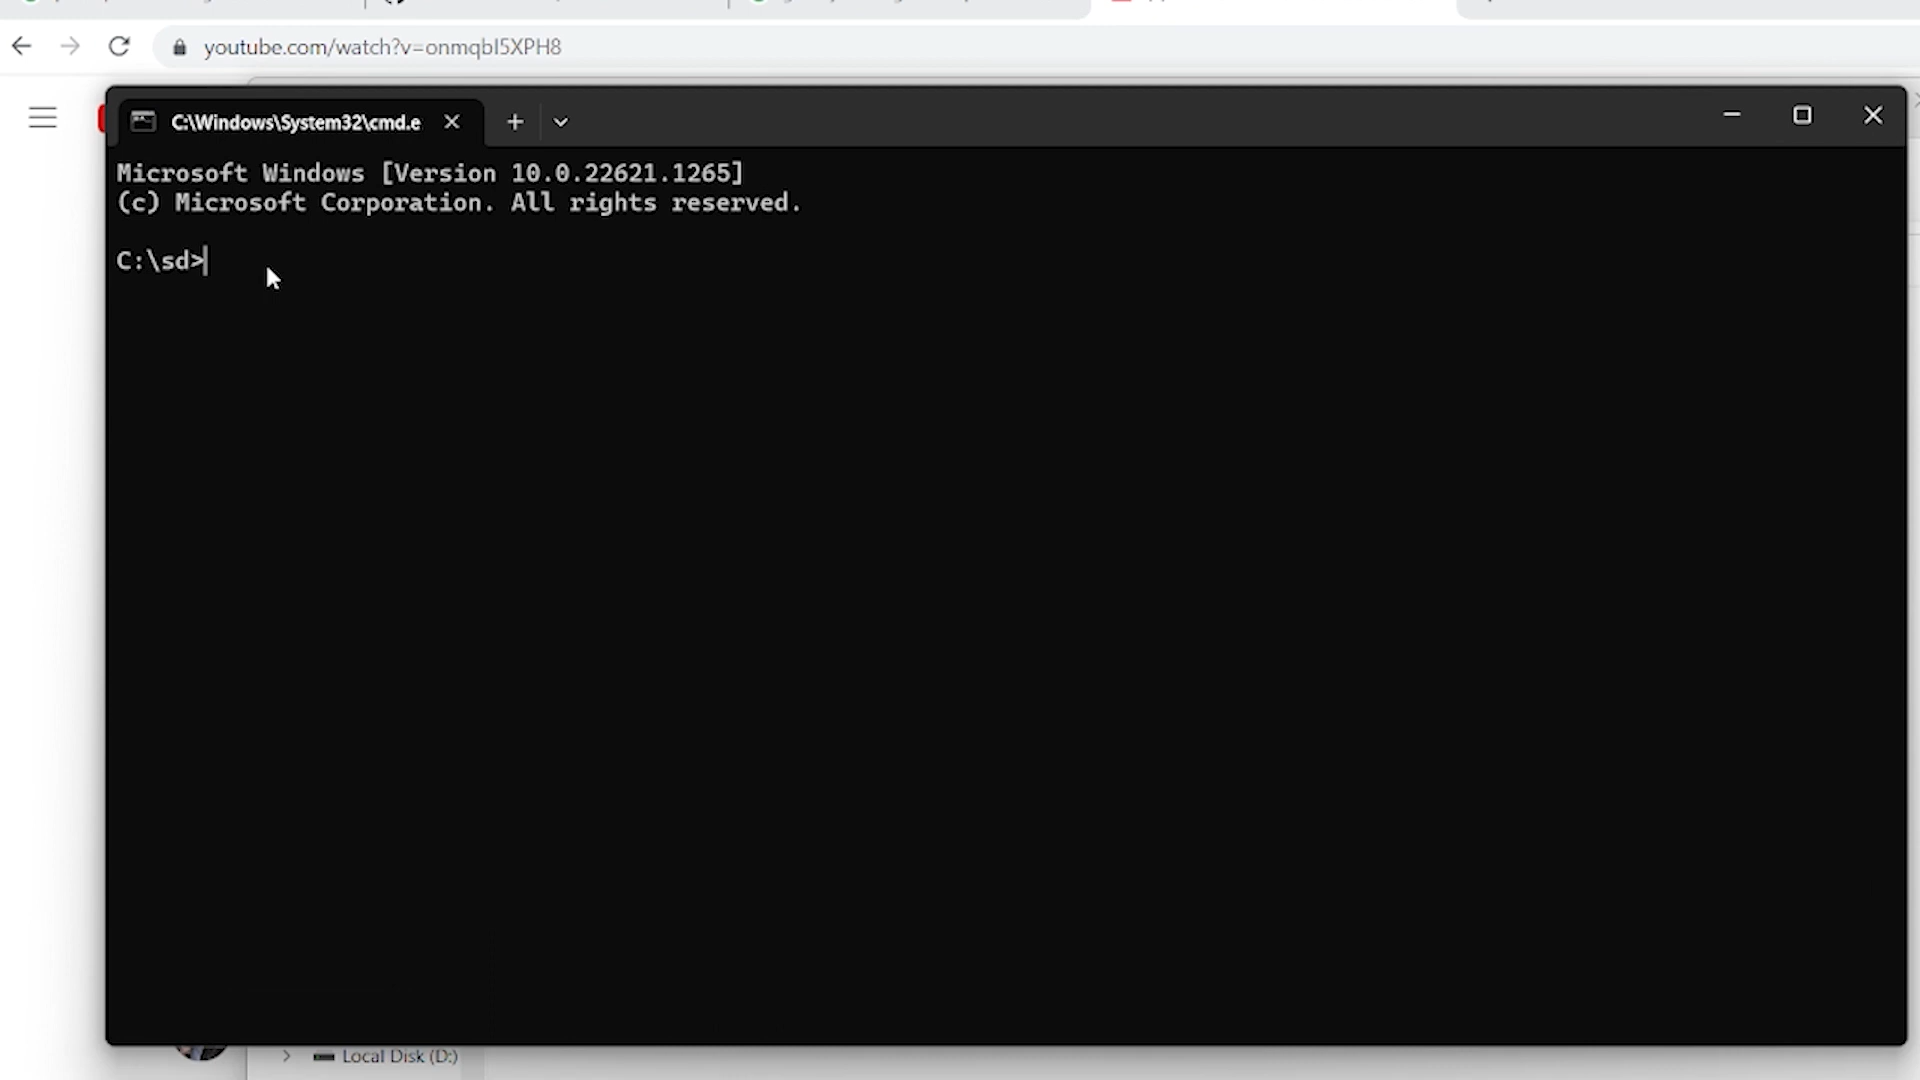 youtube.com/watch?v=onmqbI5XPH8
C:\Windows\System32\cmd.e
Microsoft Windows [Version 10.0.22621.1265]
(c) Microsoft Corporation. All rights reserved.
C:\sd>
Local Disk (D:)